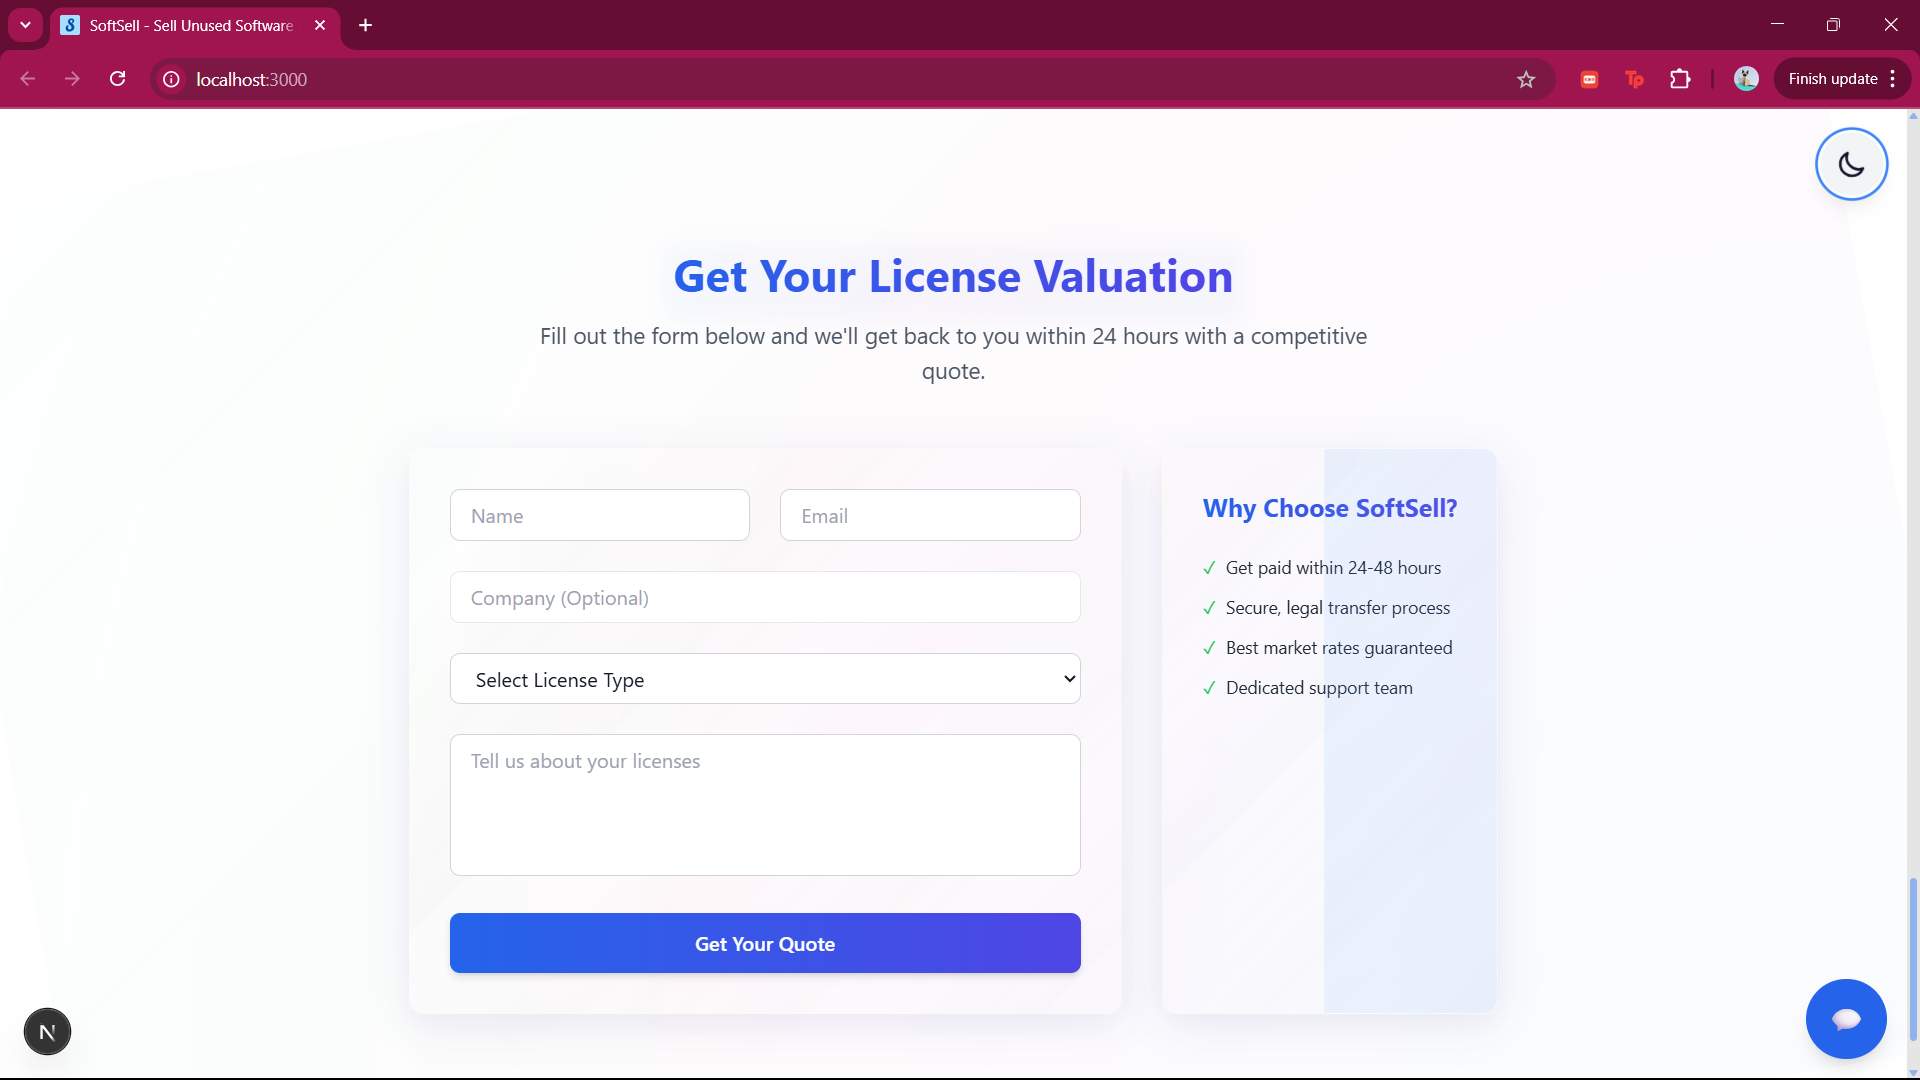 SoftSell - Sell Unused Software
localhost:3000
Finish update
Get Your License Valuation
Fill out the form below and we'll get back to you within 24 hours with a competitive
quote.
Name
Email
Company (Optional)
Select License Type
Tell us about your licenses
Get Your Quote
Why Choose SoftSell?
✓ Get paid within 24-48 hours
✓ Secure, legal transfer process
✓ Best market rates guaranteed
✓ Dedicated support team
N